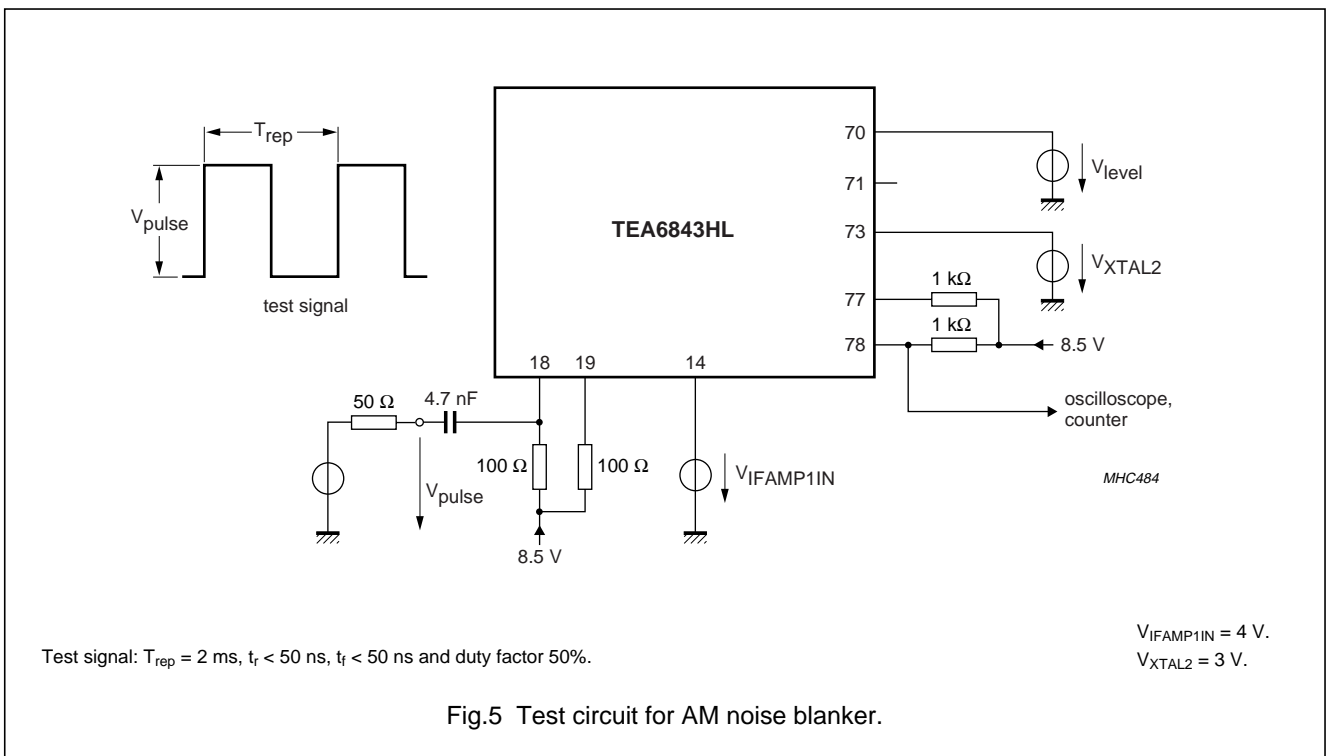 T_rep
V_pulse
test signal
TEA6843HL
70
71
73
77
78
V_level
V_XTAL2
1 kΩ
1 kΩ
8.5 V
oscilloscope,
counter
18 19 14
50 Ω 4.7 nF
100 Ω 100 Ω
V_pulse
V_IFAMP1IN
8.5 V
MHC484
V_IFAMP1IN = 4 V.
V_XTAL2 = 3 V.
Test signal: T_rep = 2 ms, t_r < 50 ns, t_f < 50 ns and duty factor 50%.
Fig.5 Test circuit for AM noise blanker.